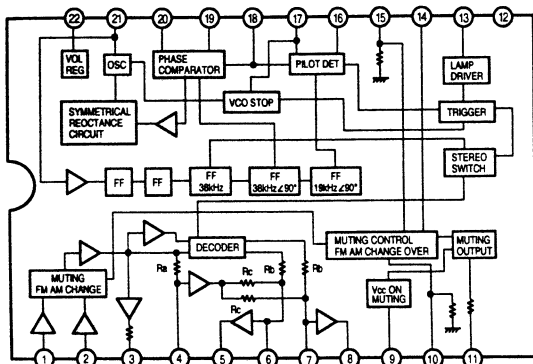 22 21 20 19 18 17 16 15 14 13 12
VOL
REG
OSC
PHASE
COMPARATOR
PILOT DET
LAMP
DRIVER
SYMMETRICAL
REOCTANCE
CIRCUIT
VCO STOP
TRIGGER
STEREO
SWITCH
FF
FF
FF
38kHz
FF
38kHz∠90°
FF
19kHz∠90°
DECODER
MUTING CONTROL
FM AM CHANGE OVER
MUTING
OUTPUT
Ra
Rc
Rb
Rb
MUTING
FM AM CHANGE
Rc
Vcc ON
MUTING
1 2 3 4 5 6 7 8 9 10 11